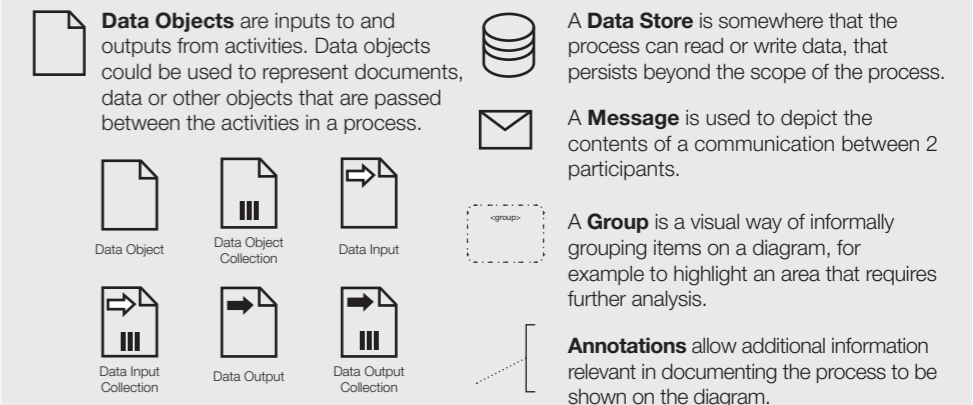 Data Objects are inputs to and
outputs from activities. Data objects
could be used to represent documents,
data or other objects that are passed
between the activities in a process.
Data Object
Data Object
Collection
Data Input
Data Input
Collection
Data Output
Data Output
Collection
A Data Store is somewhere that the
process can read or write data, that
persists beyond the scope of the process.
A Message is used to depict the
contents of a communication between 2
participants.
<group>
A Group is a visual way of informally
grouping items on a diagram, for
example to highlight an area that requires
further analysis.
Annotations allow additional information
relevant in documenting the process to be
shown on the diagram.